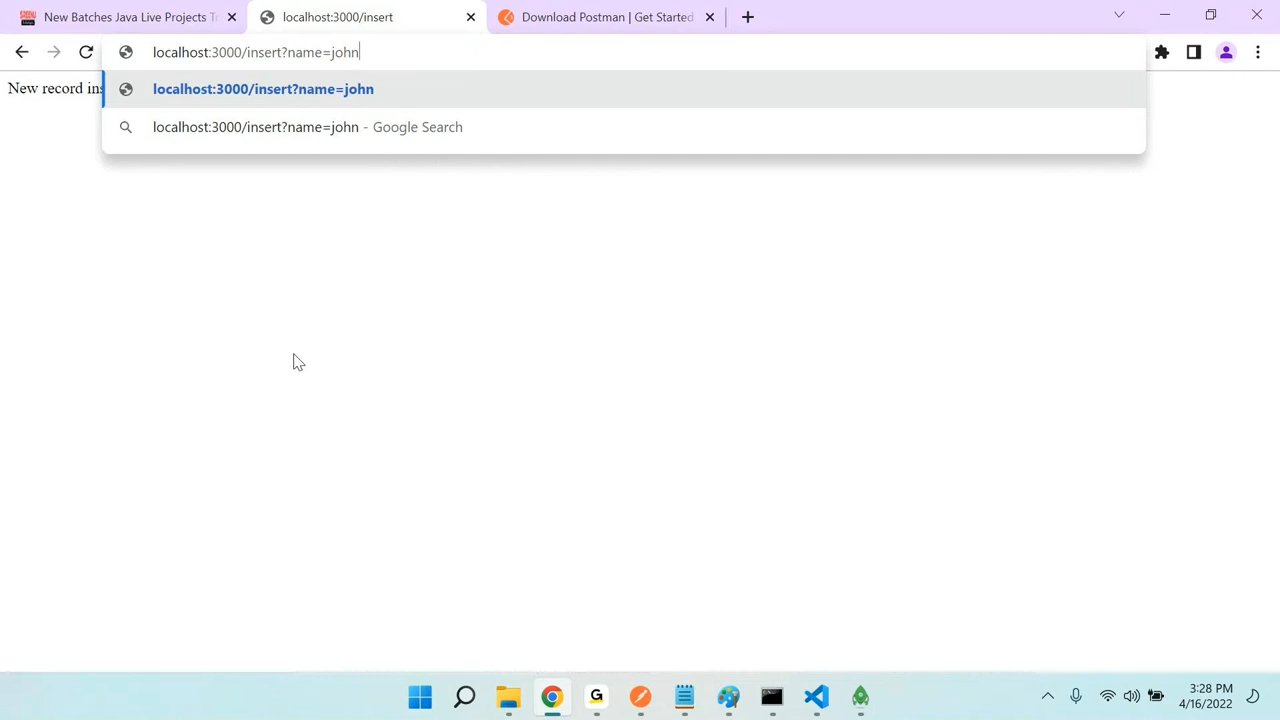 New Batches Java Live Projects Tr
localhost:3000/insert
Download Postman | Get Started
localhost:3000/insert?name=john
New record ins
localhost:3000/insert?name=john
localhost:3000/insert?name=john - Google Search
G
3:28 PM
4/16/2022